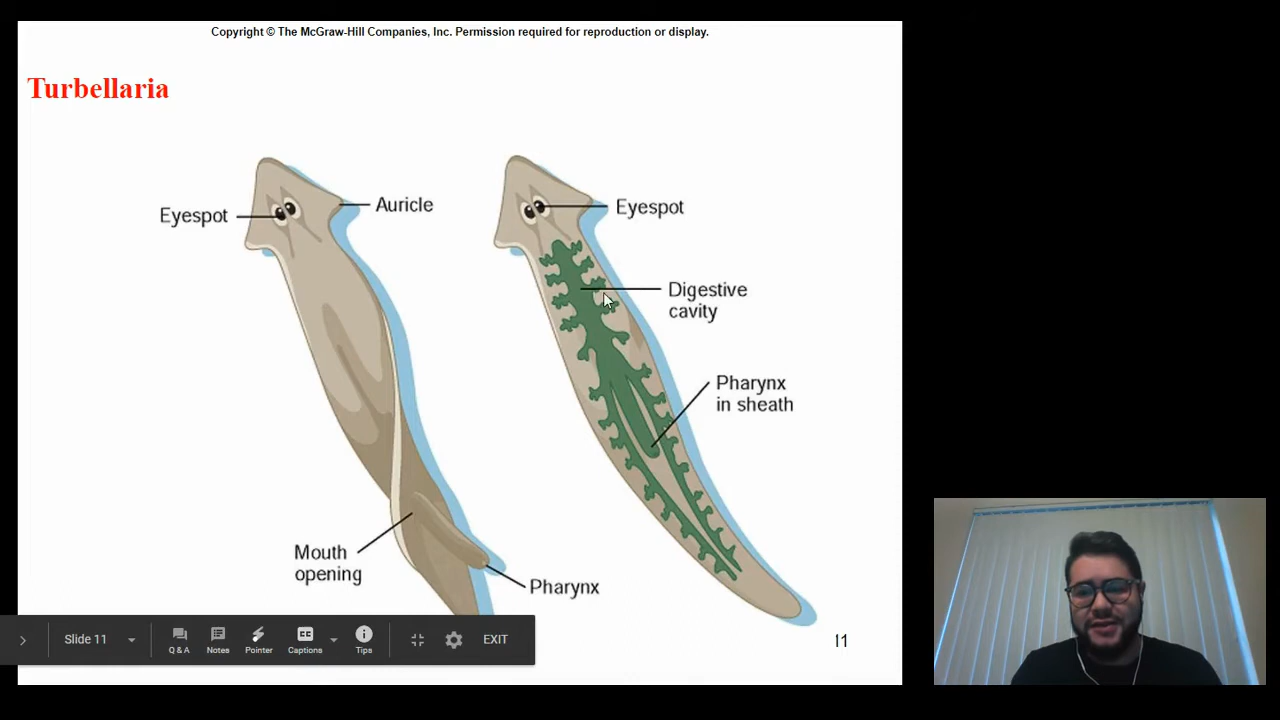 Copyright © The McGraw-Hill Companies, Inc. Permission required for reproduction or display.
Turbellaria
Eyespot
Auricle
Eyespot
Digestive
cavity
Pharynx
in sheath
Mouth
opening
Pharynx
Slide 11
Q & A
Notes
Pointer
CC
Captions
Tips
EXIT
11